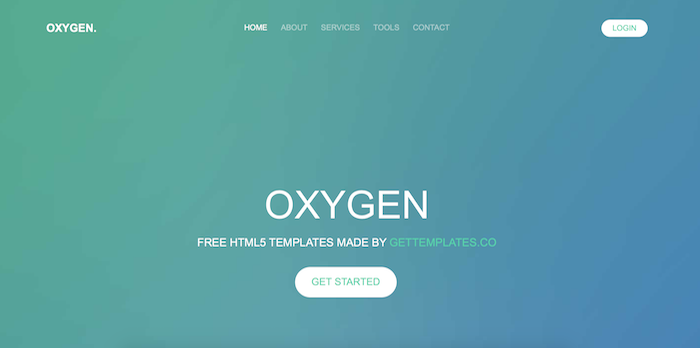 OXYGEN. HOME ABOUT SERVICES TOOLS CONTACT LOGIN
OXYGEN
FREE HTML5 TEMPLATES MADE BY GETTEMPLATES.CO
GET STARTED